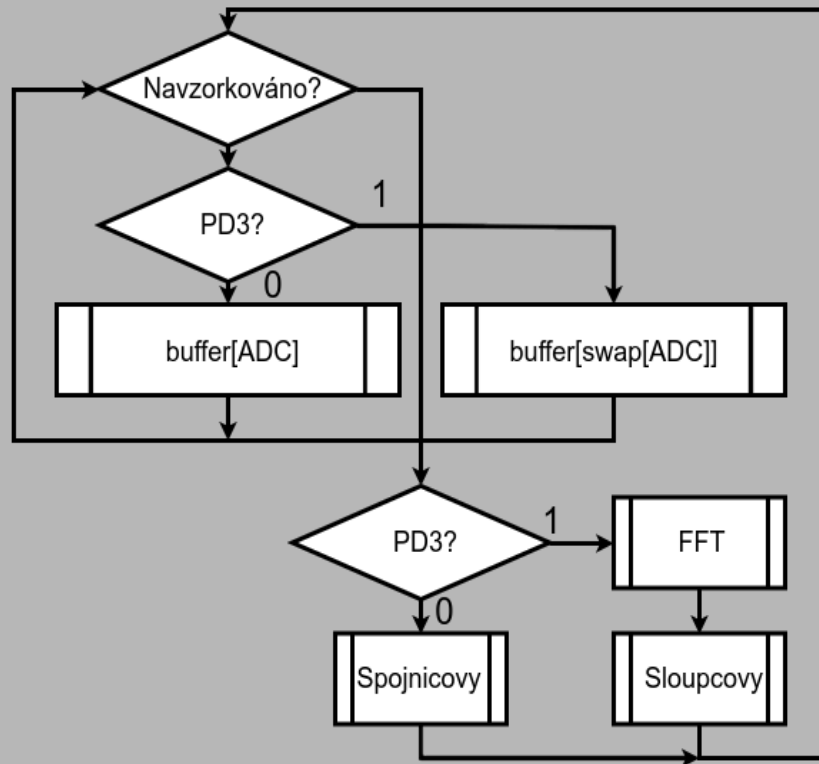 Navzorkováno?
1
PD3?
0
buffer[ADC]
buffer[swap[ADC]]
1
PD3?
FFT
0
Spojnicovy
Sloupcovy